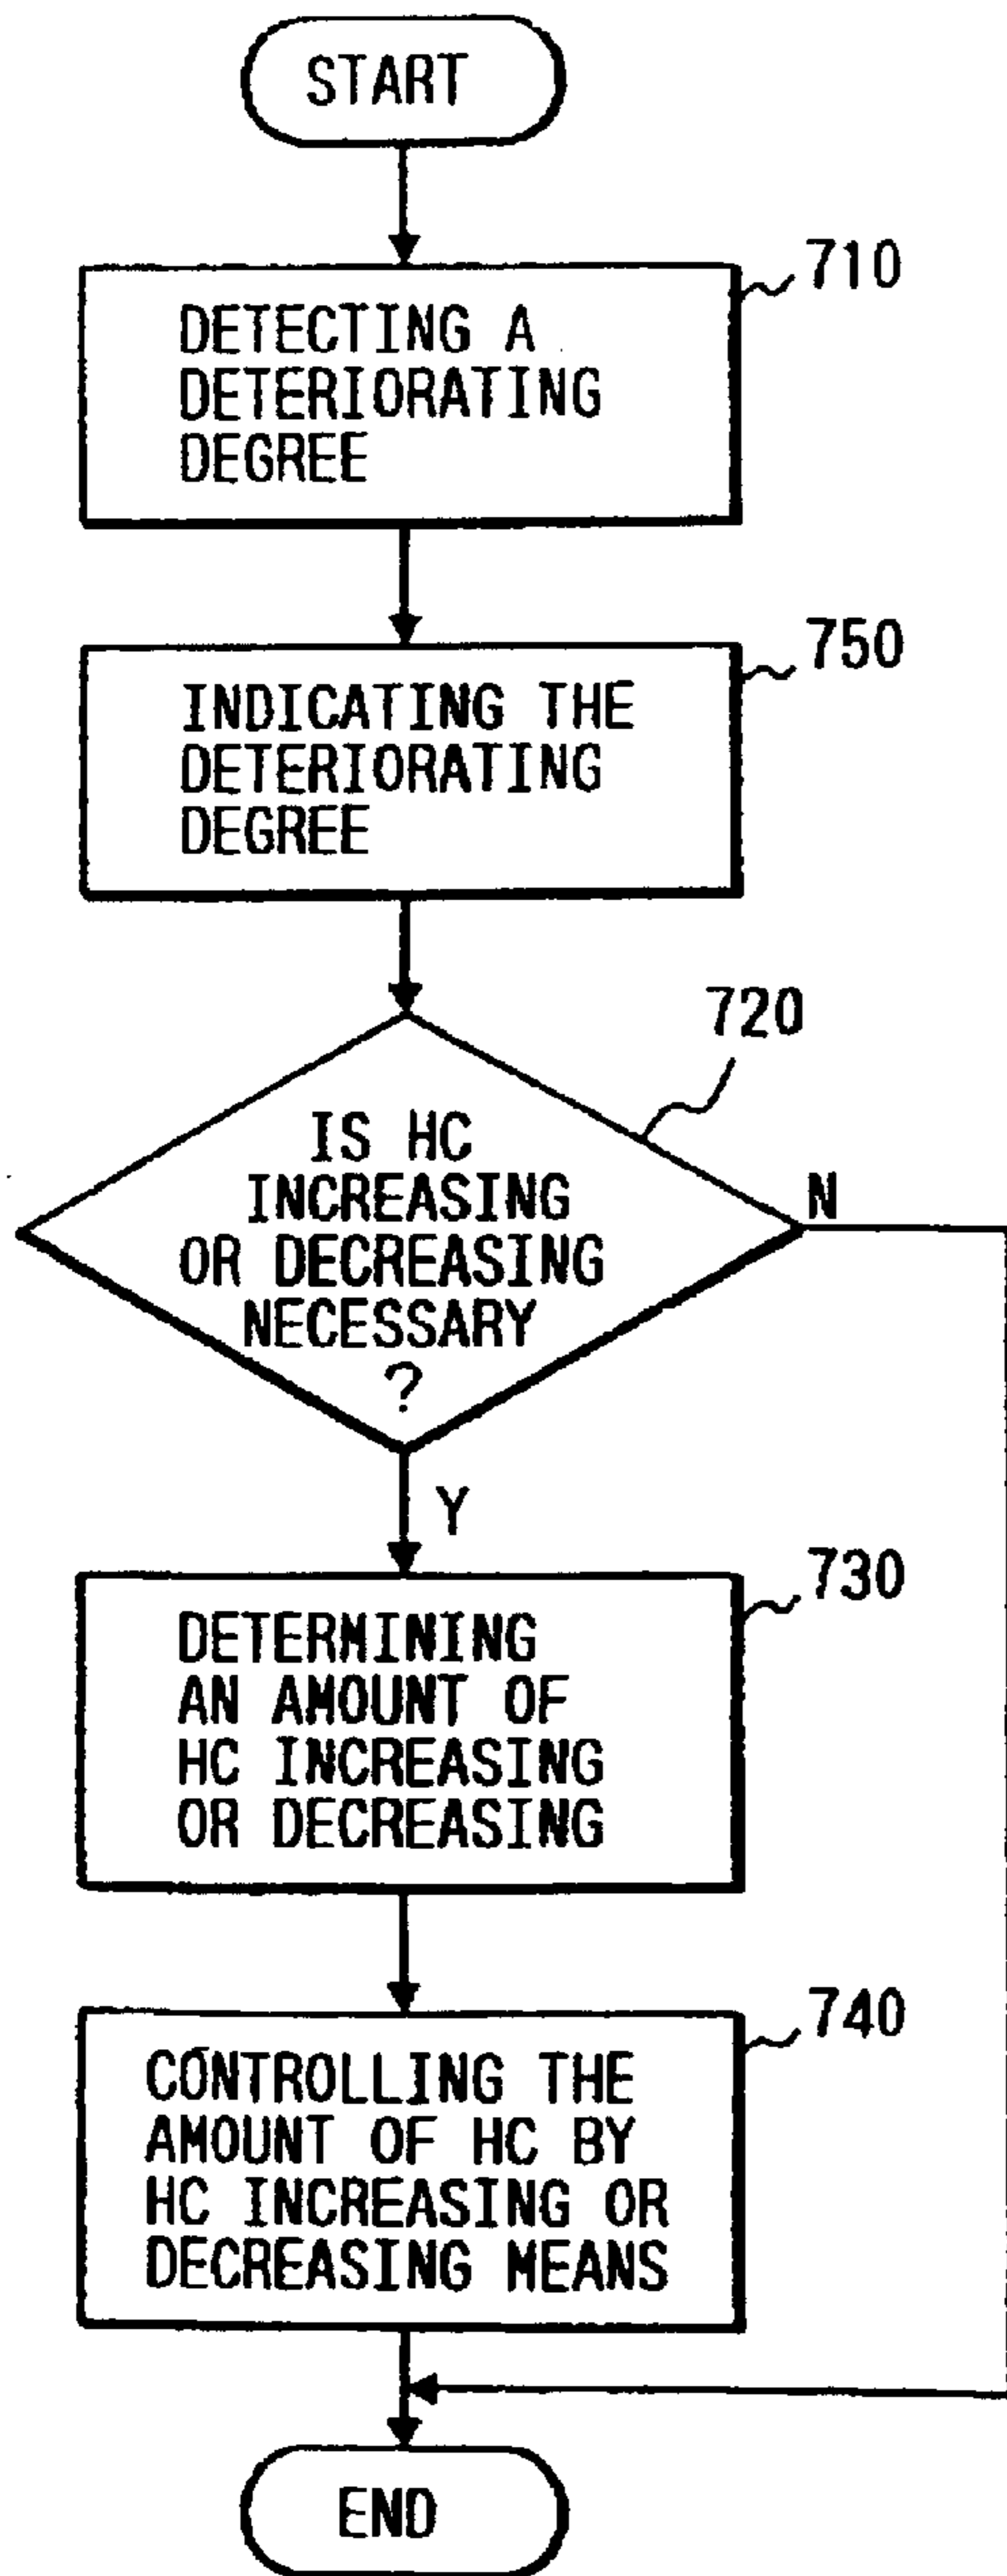 START
710
DETECTING A
DETERIORATING
DEGREE
750
INDICATING THE
DETERIORATING
DEGREE
720
IS HC
INCREASING
OR DECREASING
NECESSARY
?
N
Y
730
DETERMINING
AN AMOUNT OF
HC INCREASING
OR DECREASING
740
CONTROLLING THE
AMOUNT OF HC BY
HC INCREASING OR
DECREASING MEANS
END